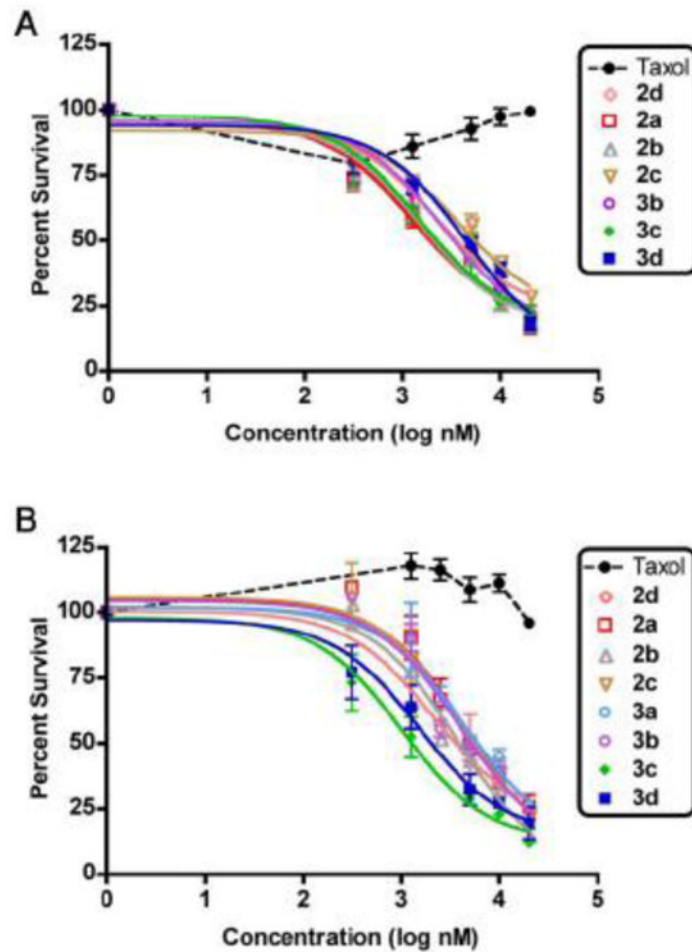 A
125
100
75
50
25
0
Percent Survival
0 1 2 3 4 5
Concentration (log nM)
Taxol
2d
2a
2b
2c
3b
3c
3d
B
125
100
75
50
25
0
Percent Survival
0 1 2 3 4 5
Concentration (log nM)
Taxol
2d
2a
2b
2c
3a
3b
3c
3d